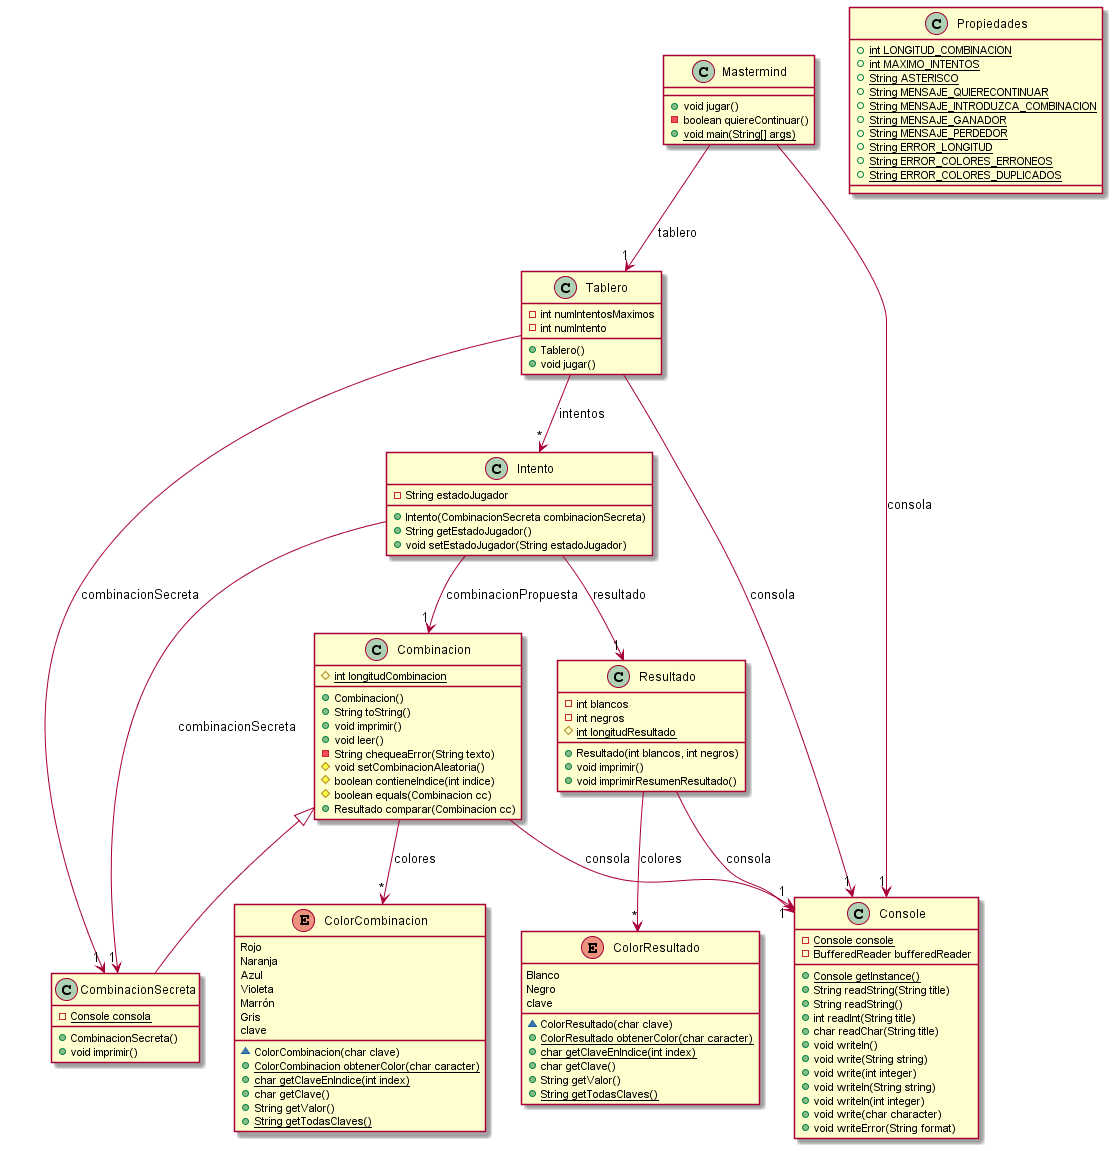 C Propiedades
int LONGITUD_COMBINACION
int MAXIMO_INTENTOS
String ASTERISCO
String MENSAJE_QUIERECONTINUAR
String MENSAJE_INTRODUZCA_COMBINACION
String MENSAJE_GANADOR
String MENSAJE_PERDEDOR
String ERROR_LONGITUD
String ERROR_COLORES_ERRONEOS
String ERROR_COLORES_DUPLICADOS
C Mastermind
void jugar()
boolean quiereContinuar()
void main(String[] args)
tablero
1
C Tablero
int numIntentosMaximos
int numIntento
Tablero()
void jugar()
intentos
*
C Intento
String estadoJugador
Intento(CombinacionSecreta combinacionSecreta)
String getEstadoJugador()
void setEstadoJugador(String estadoJugador)
consola
combinacionSecreta
combinacionPropuesta
resultado
consola
1
1
C Combinacion
int longitudCombinacion
Combinacion()
String toString()
void imprimir()
void leer()
String chequeaError(String texto)
void setCombinacionAleatoria()
boolean contieneIndice(int indice)
boolean equals(Combinacion cc)
Resultado comparar(Combinacion cc)
C Resultado
int blancos
int negros
int longitudResultado
Resultado(int blancos, int negros)
void imprimir()
void imprimirResumenResultado()
combinacionSecreta
colores
consola
colores
consola
1
1
*
*
1
1
1
1
C CombinacionSecreta
Console consola
CombinacionSecreta()
void imprimir()
E ColorCombinacion
Rojo
Naranja
Azul
Violeta
Marrón
Gris
clave
ColorCombinacion(char clave)
ColorCombinacion obtenerColor(char caracter)
char getClaveEnIndice(int index)
char getClave()
String getValor()
String getTodasClaves()
E ColorResultado
Blanco
Negro
clave
ColorResultado(char clave)
ColorResultado obtenerColor(char caracter)
char getClaveEnIndice(int index)
char getClave()
String getValor()
String getTodasClaves()
C Console
Console console
BufferedReader bufferedReader
Console getInstance()
String readString(String title)
String readString()
int readInt(String title)
char readChar(String title)
void writeln()
void write(String string)
void write(int integer)
void writeln(String string)
void writeln(int integer)
void write(char character)
void writeError(String format)